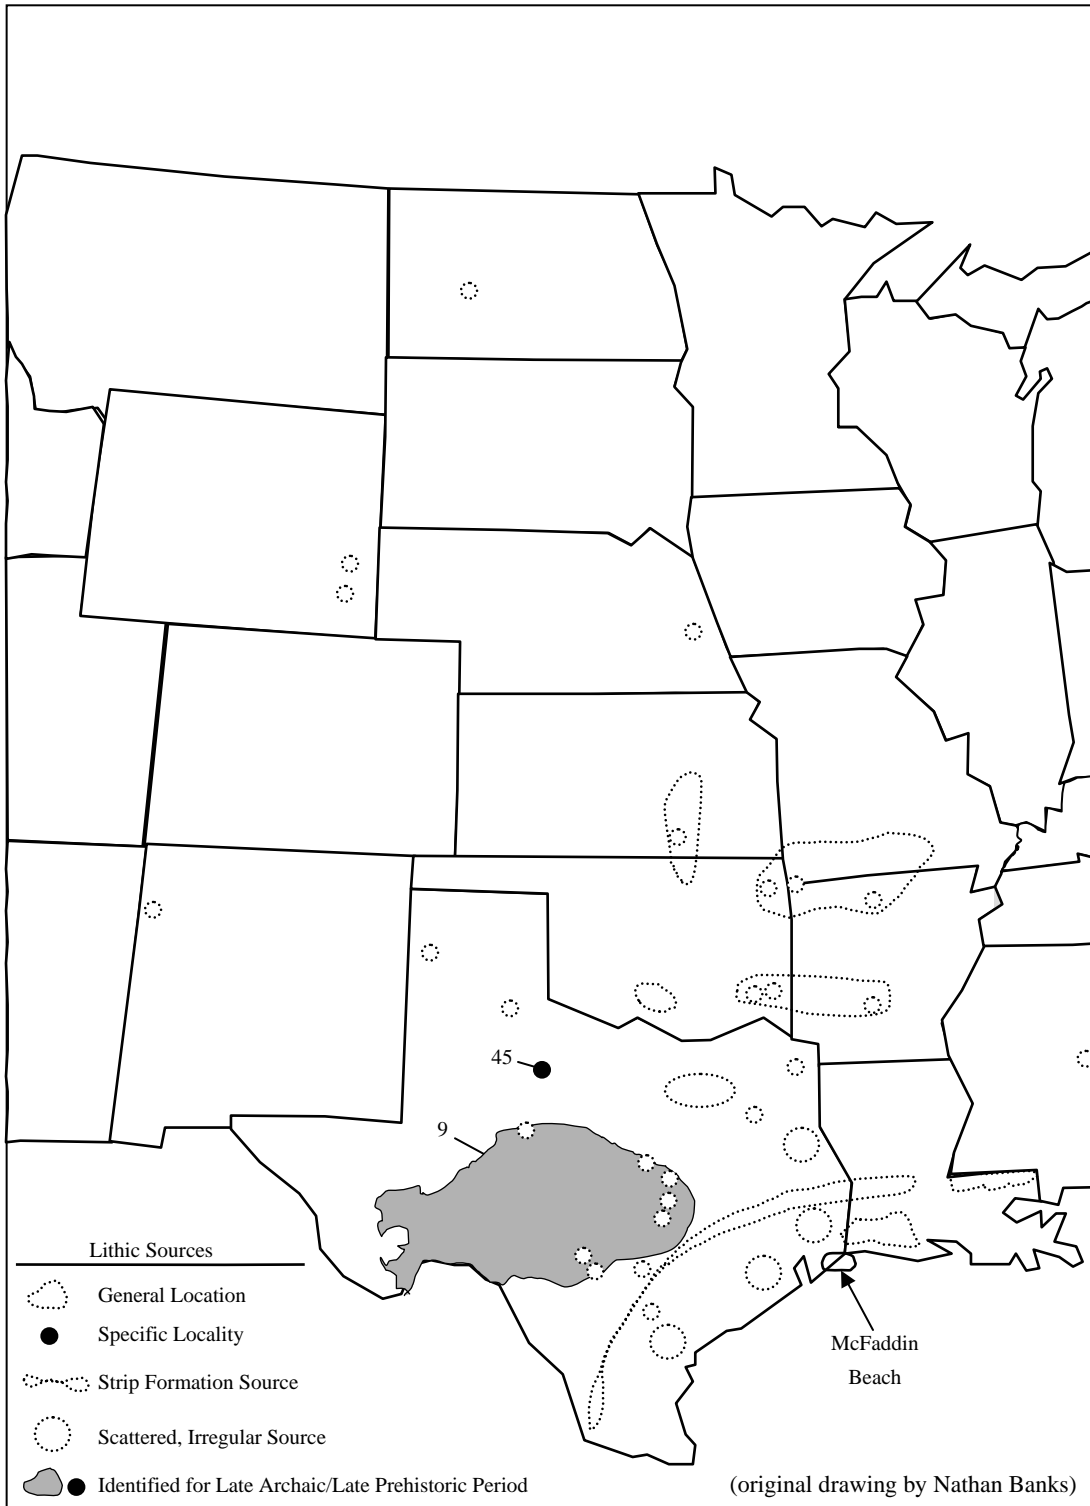 45
9
Lithic Sources
General Location
Specific Locality
Strip Formation Source
Scattered, Irregular Source
Identified for Late Archaic/Late Prehistoric Period
McFaddin
Beach
(original drawing by Nathan Banks)